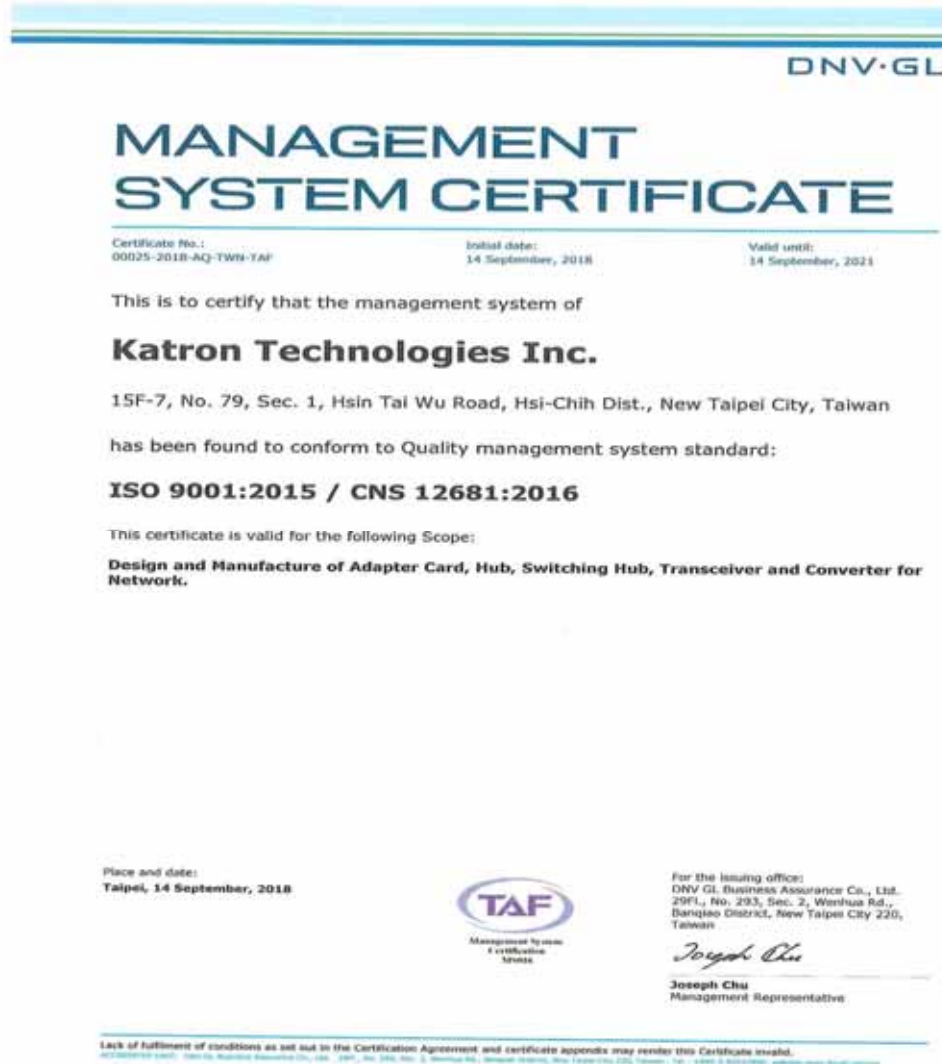 DNV·GL
MANAGEMENT
SYSTEM CERTIFICATE
Certificate No.:
00025-2018-AQ-TWN-TAF
Initial date:
14 September, 2018
Valid until:
14 September, 2021
This is to certify that the management system of
Katron Technologies Inc.
15F-7, No. 79, Sec. 1, Hsin Tai Wu Road, Hsi-Chih Dist., New Taipei City, Taiwan
has been found to conform to Quality management system standard:
ISO 9001:2015 / CNS 12681:2016
This certificate is valid for the following Scope:
Design and Manufacture of Adapter Card, Hub, Switching Hub, Transceiver and Converter for
Network.
Place and date:
Taipei, 14 September, 2018
TAF
Management System
Certification
For the issuing office:
DNV GL Business Assurance Co., Ltd.
29Fl., No. 293, Sec. 2, Wenhua Rd.,
Banqiao District, New Taipei City 220,
Taiwan
Joseph Chu
Joseph Chu
Management Representative
Lack of fulfilment of conditions as set out in the Certification Agreement and certificate appendix may render this Certificate invalid.